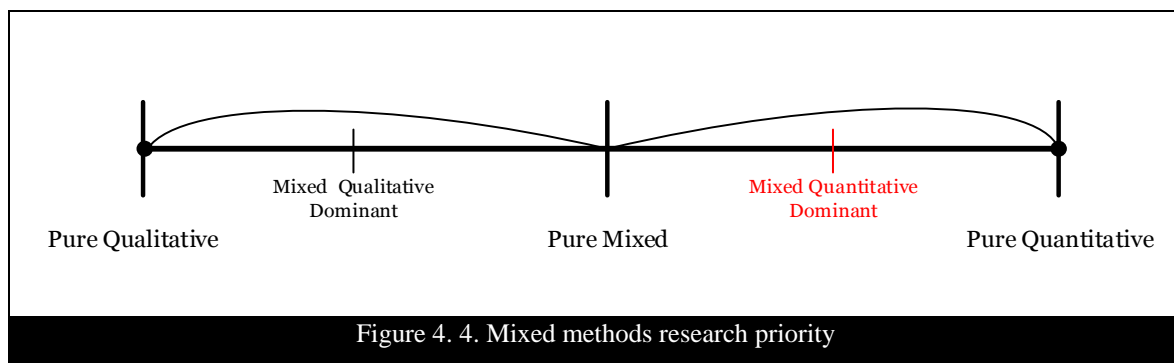 Mixed Qualitative
Dominant
Mixed Quantitative
Dominant
Pure Qualitative
Pure Mixed
Pure Quantitative
Figure 4. 4. Mixed methods research priority